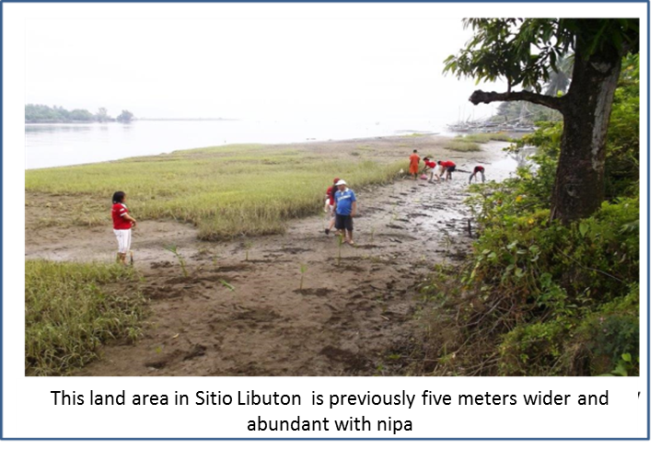 This land area in Sitio Libuton is previously five meters wider and
abundant with nipa